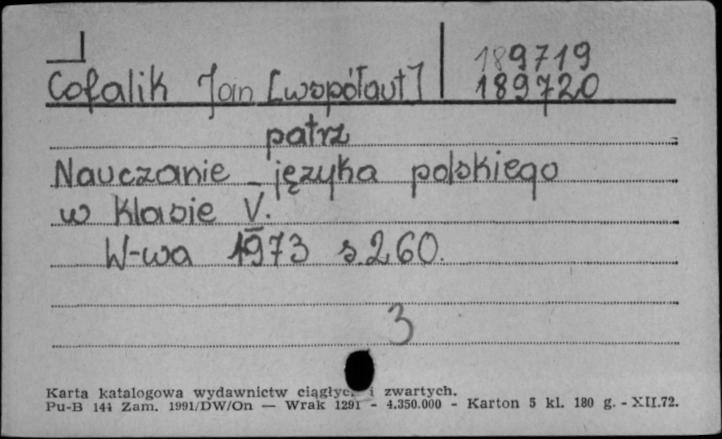 189719
Cofalik Jan [współaut] 189720
patrz
Nauczanie języka polskiego
w klasie V.
W-wa 1973 s. 260.
3
Karta katalogowa wydawnictw ciągłych i zwartych.
Pu-B 144 Zam. 1991/DW/On — Wrak 1291 - 4.350.000 - Karton 5 kl. 180 g. - XII.72.